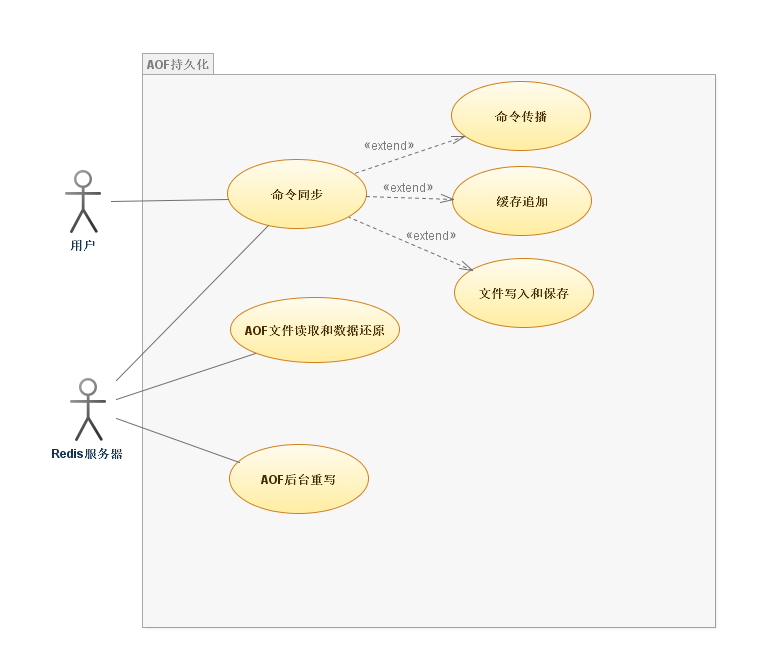 AOF持久化
命令传播
«extend»
命令同步
«extend»
缓存追加
用户
«extend»
文件写入和保存
AOF文件读取和数据还原
Redis服务器
AOF后台重写